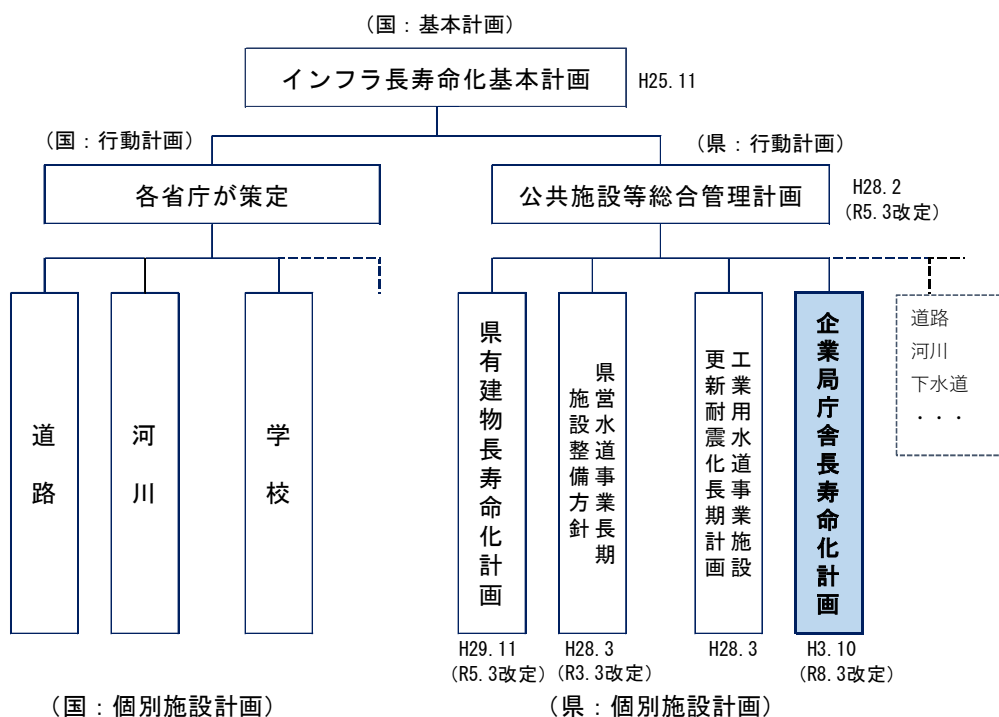 (国:基本計画)
インフラ長寿命化基本計画
H25.11
(国:行動計画)
(県:行動計画)
各省庁が策定
公共施設等総合管理計画
H28.2
(R5.3改定)
道路
河川
学校
県有建物長寿命化計画
県営水道事業長期
施設整備方針
工業用水道事業施設
更新耐震化長期計画
企業局庁舎長寿命化計画
道路
河川
下水道
・・・
H29.11
(R5.3改定)
H28.3
(R3.3改定)
H28.3
H3.10
(R8.3改定)
(国:個別施設計画)
(県:個別施設計画)